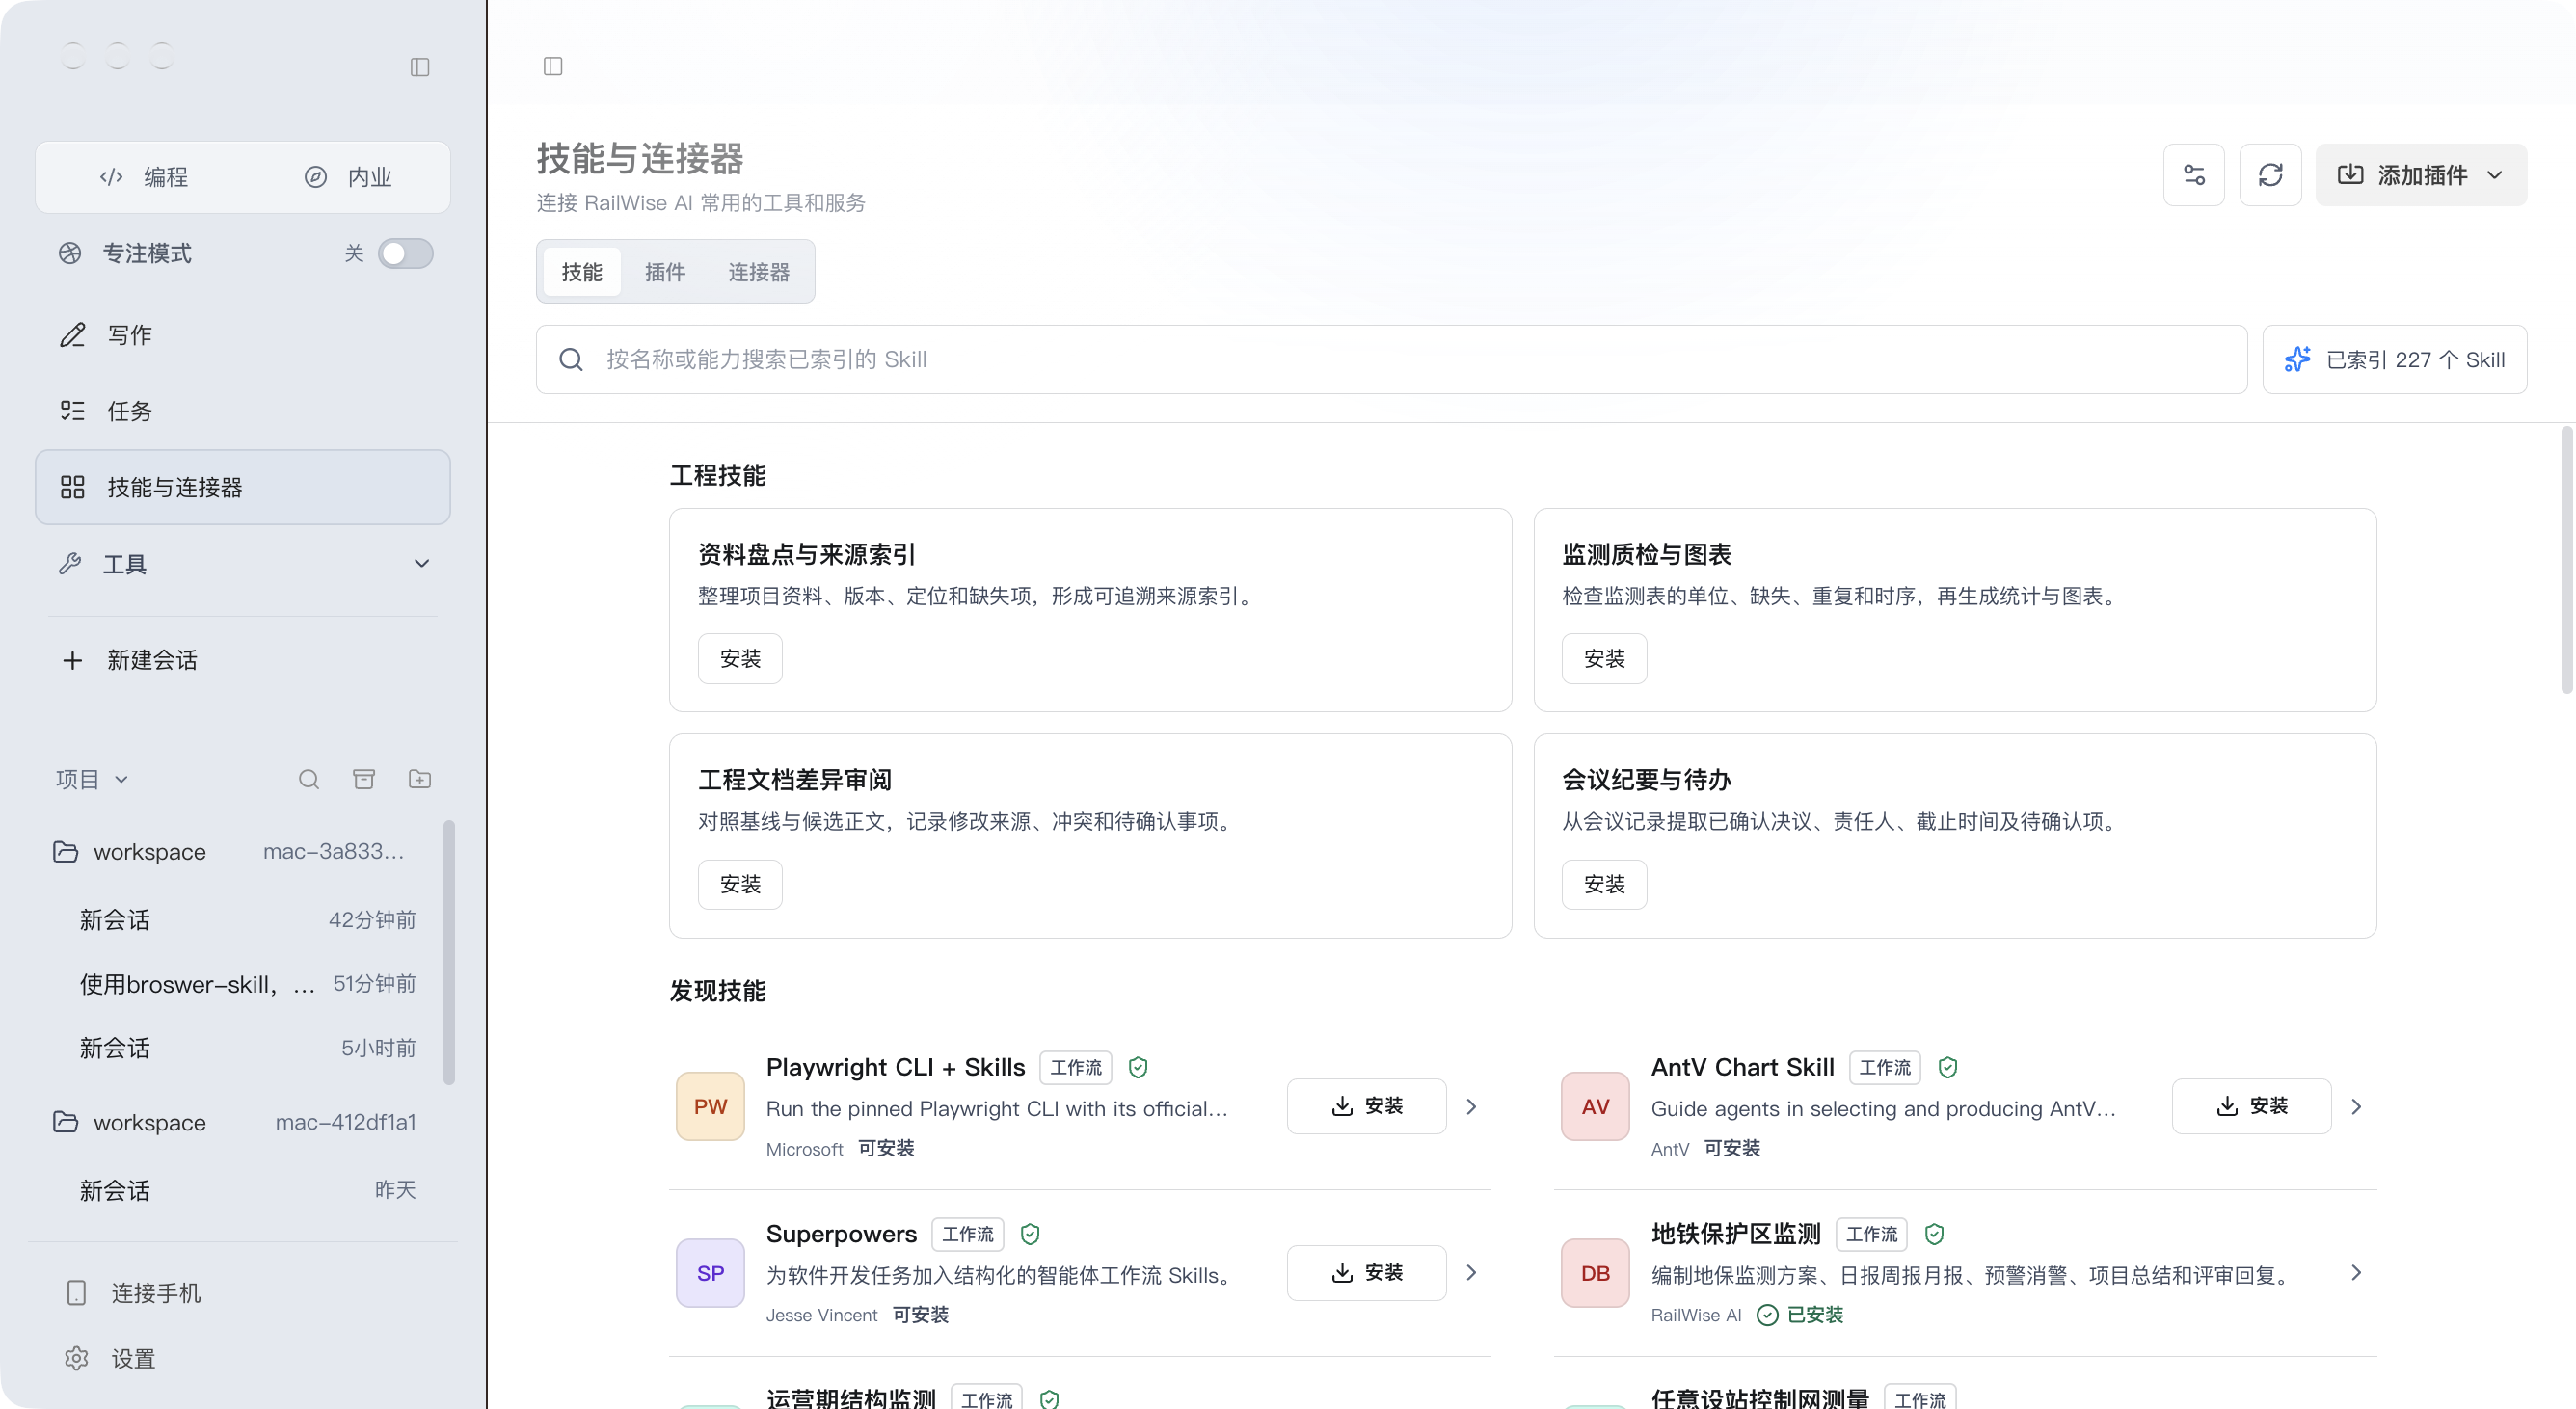 编程
内业
专注模式
关
写作
任务
技能与连接器
工具
新建会话
项目
workspace mac-3a833...
新会话 42分钟前
使用broswer-skill，... 51分钟前
新会话 5小时前
workspace mac-412df1a1
新会话 昨天
连接手机
设置
技能与连接器
连接 RailWise AI 常用的工具和服务
添加插件
技能 插件 连接器
按名称或能力搜索已索引的 Skill
已索引 227 个 Skill
工程技能
资料盘点与来源索引
整理项目资料、版本、定位和缺失项，形成可追溯来源索引。
安装
监测质检与图表
检查监测表的单位、缺失、重复和时序，再生成统计与图表。
安装
工程文档差异审阅
对照基线与候选正文，记录修改来源、冲突和待确认事项。
安装
会议纪要与待办
从会议记录提取已确认决议、责任人、截止时间及待确认项。
安装
发现技能
PW
Playwright CLI + Skills 工作流
Run the pinned Playwright CLI with its official...
Microsoft 可安装
安装
AV
AntV Chart Skill 工作流
Guide agents in selecting and producing AntV...
AntV 可安装
安装
SP
Superpowers 工作流
为软件开发任务加入结构化的智能体工作流 Skills。
Jesse Vincent 可安装
安装
DB
地铁保护区监测 工作流
编制地保监测方案、日报周报月报、预警消警、项目总结和评审回复。
RailWise AI 已安装
运营期结构监测 工作流
任意设站控制网测量 工作流